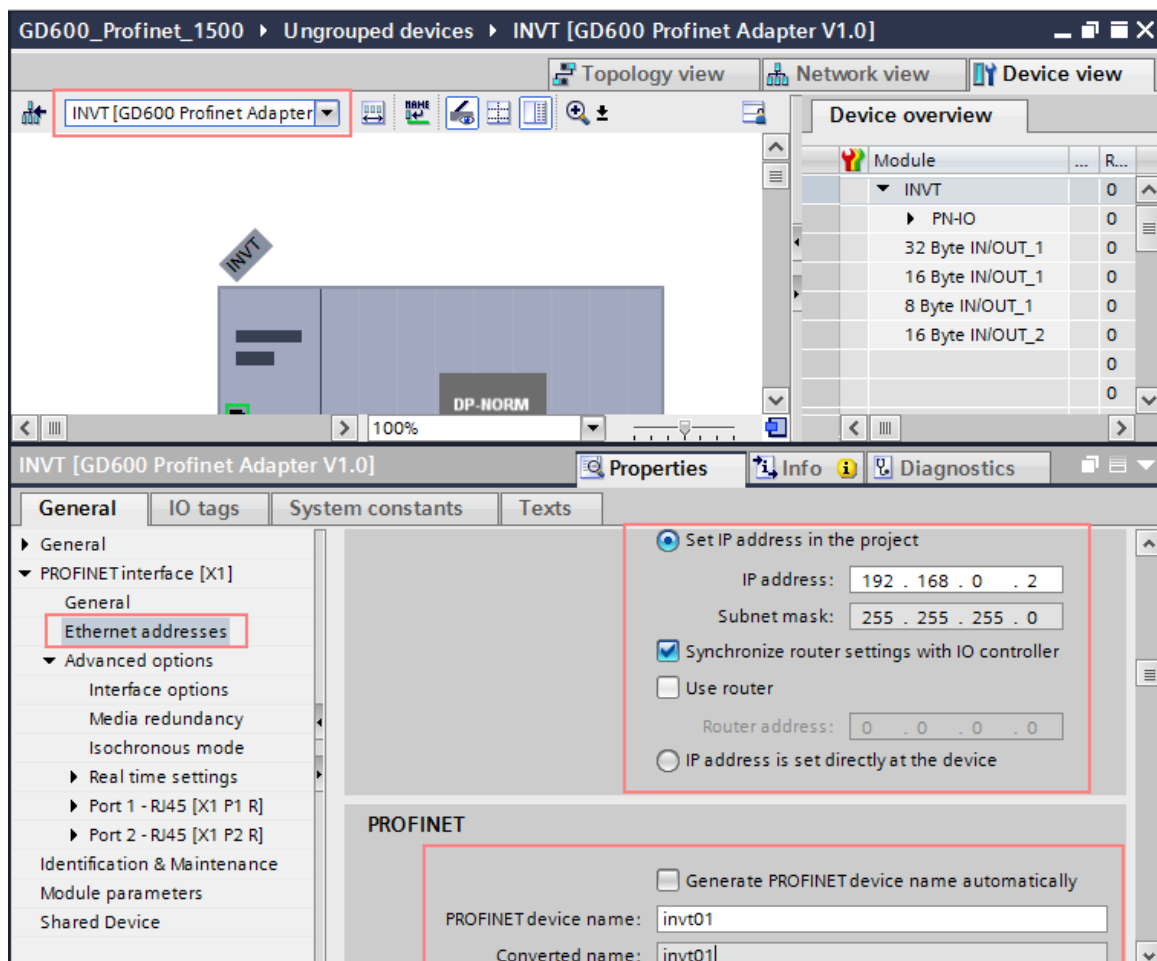 GD600_Profinet_1500 ▸ Ungrouped devices ▸ INVT [GD600 Profinet Adapter V1.0]
Topology view Network view Device view
INVT [GD600 Profinet Adapter
Device overview
Module ... R...
INVT 0
PN-IO 0
32 Byte IN/OUT_1 0
16 Byte IN/OUT_1 0
8 Byte IN/OUT_1 0
16 Byte IN/OUT_2 0
0
0
INVT
DP-NORM
100%
INVT [GD600 Profinet Adapter V1.0]
Properties Info Diagnostics
General IO tags System constants Texts
General
PROFINET interface [X1]
General
Ethernet addresses
Advanced options
Interface options
Media redundancy
Isochronous mode
Real time settings
Port 1 - RJ45 [X1 P1 R]
Port 2 - RJ45 [X1 P2 R]
Identification & Maintenance
Module parameters
Shared Device
Set IP address in the project
IP address: 192 . 168 . 0 . 2
Subnet mask: 255 . 255 . 255 . 0
Synchronize router settings with IO controller
Use router
Router address: 0 . 0 . 0 . 0
IP address is set directly at the device
PROFINET
Generate PROFINET device name automatically
PROFINET device name: invt01
Converted name: invt01